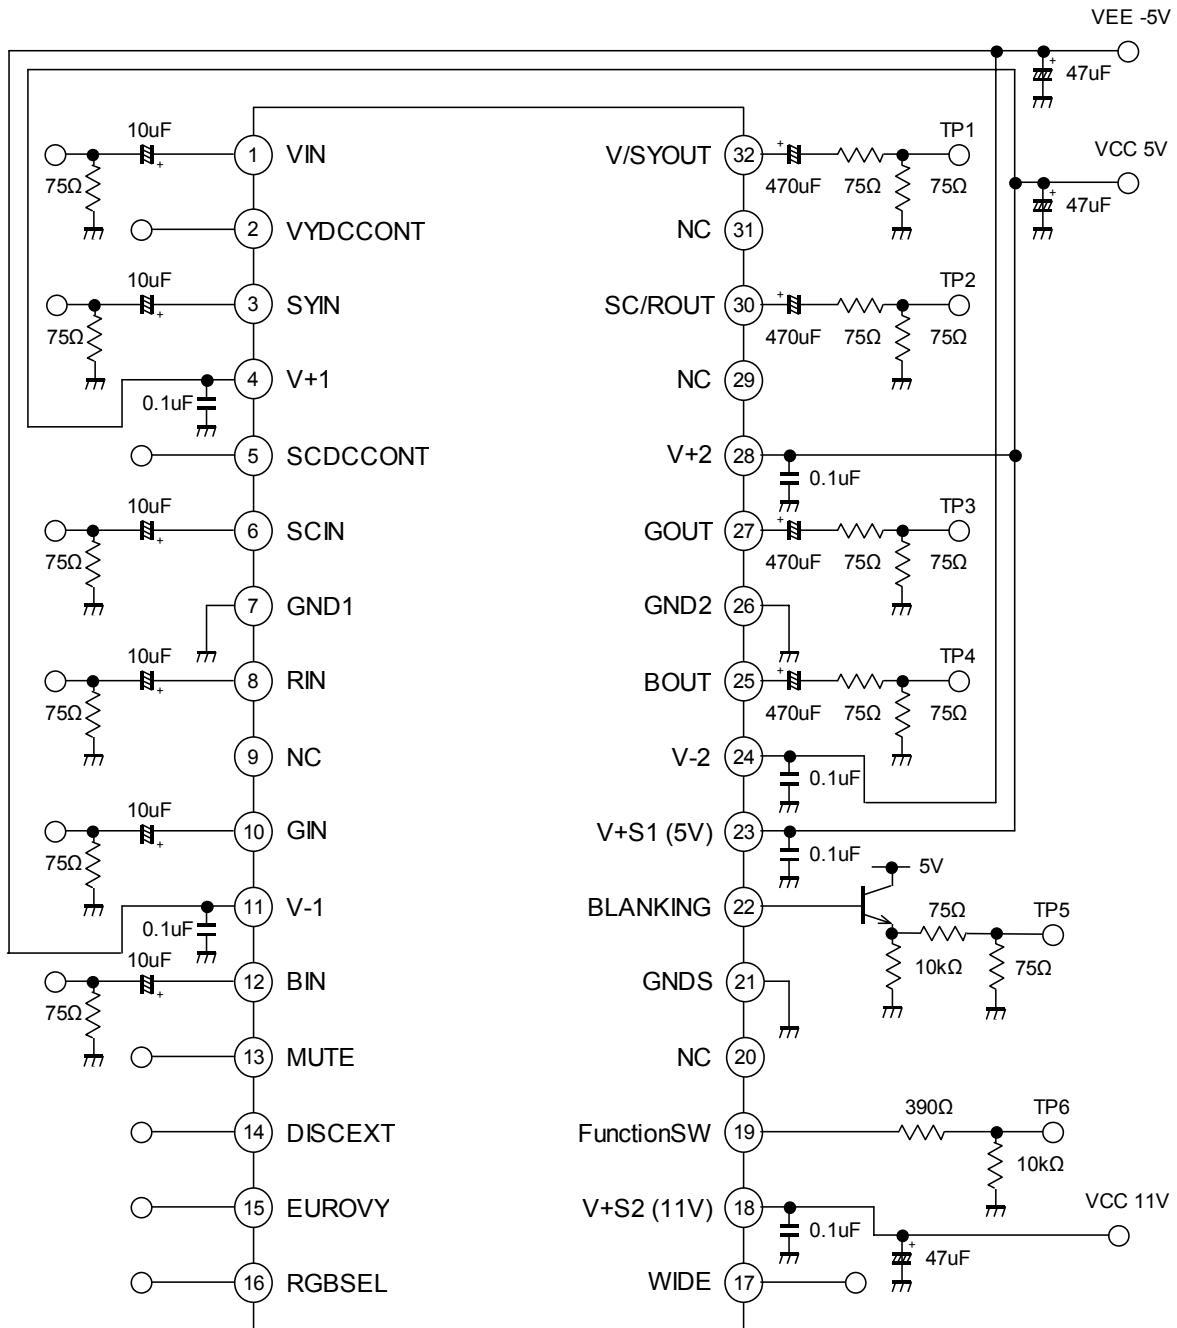 VEE -5V
+
47uF
10uF
+
75Ω
1
VIN
V/SYOUT
32
+
470uF
75Ω
TP1
75Ω
VCC 5V
+
47uF
2
VYDCCONT
NC
31
10uF
+
75Ω
3
SYIN
SC/ROUT
30
+
470uF
75Ω
TP2
75Ω
0.1uF
4
V+1
NC
29
5
SCDCCONT
V+2
28
0.1uF
10uF
+
75Ω
6
SCIN
GOUT
27
+
470uF
75Ω
TP3
75Ω
7
GND1
GND2
26
10uF
+
75Ω
8
RIN
BOUT
25
+
470uF
75Ω
TP4
75Ω
9
NC
V-2
24
0.1uF
10uF
+
75Ω
10
GIN
V+S1 (5V)
23
0.1uF
5V
0.1uF
11
V-1
BLANKING
22
75Ω
TP5
10kΩ
75Ω
10uF
+
75Ω
12
BIN
GNDS
21
13
MUTE
NC
20
14
DISCEXT
FunctionSW
19
390Ω
TP6
10kΩ
15
EUROVY
V+S2 (11V)
18
0.1uF
+
47uF
VCC 11V
16
RGBSEL
WIDE
17